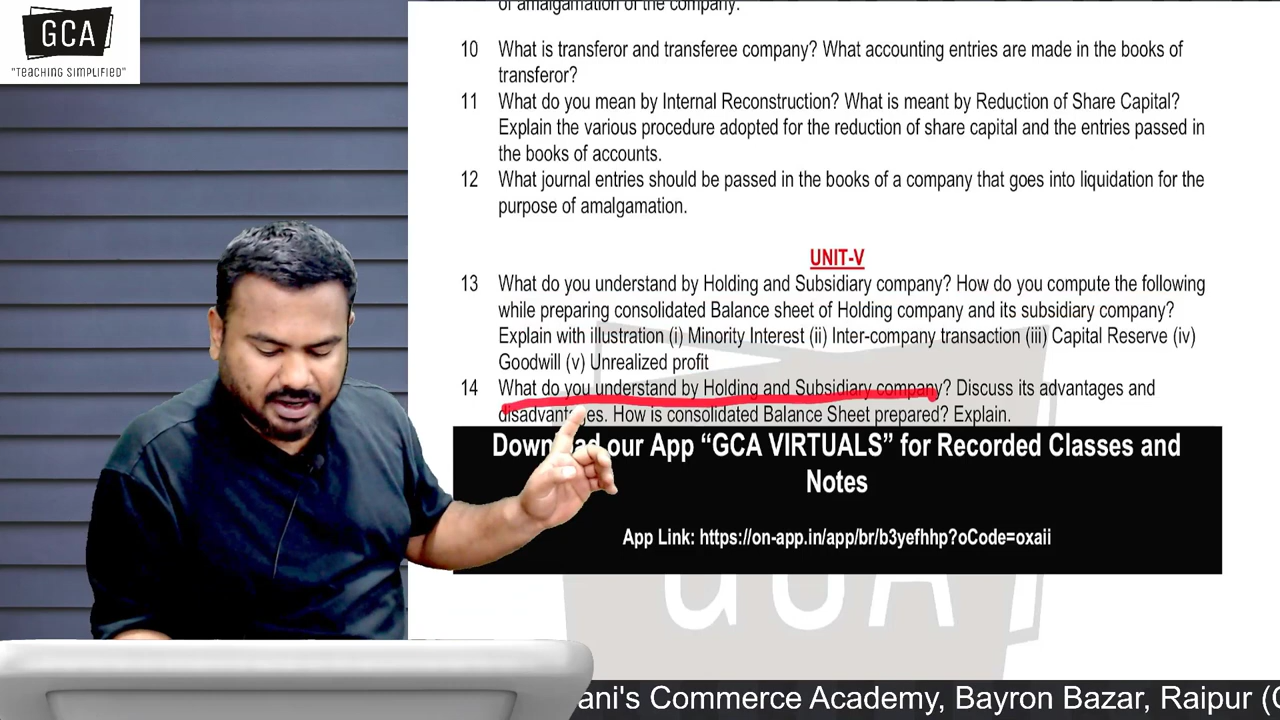 GCA
"TEACHING SIMPLIFIED"
of amalgamation of the company.
10 What is transferor and transferee company? What accounting entries are made in the books of
transferor?
11 What do you mean by Internal Reconstruction? What is meant by Reduction of Share Capital?
Explain the various procedure adopted for the reduction of share capital and the entries passed in
the books of accounts.
12 What journal entries should be passed in the books of a company that goes into liquidation for the
purpose of amalgamation.
UNIT-V
13 What do you understand by Holding and Subsidiary company? How do you compute the following
while preparing consolidated Balance sheet of Holding company and its subsidiary company?
Explain with illustration (i) Minority Interest (ii) Inter-company transaction (iii) Capital Reserve (iv)
Goodwill (v) Unrealized profit
14 What do you understand by Holding and Subsidiary company? Discuss its advantages and
disadvantages. How is consolidated Balance Sheet prepared? Explain.
Download our App “GCA VIRTUALS” for Recorded Classes and
Notes
App Link: https://on-app.in/app/br/b3yefhhp?oCode=oxaii
GCA
ani's Commerce Academy, Bayron Bazar, Raipur (